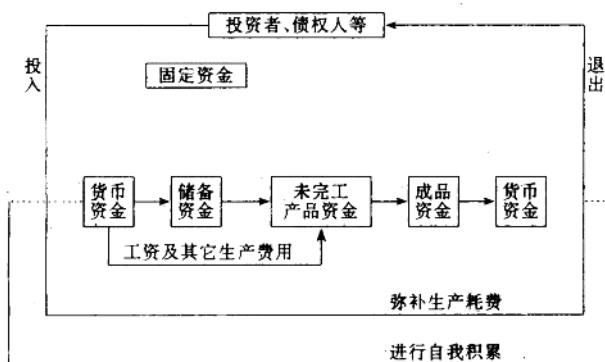 投资者、债权人等
投入
退出
固定资金
货币
资金
储备
资金
未完工
产品资金
成品
资金
货币
资金
工资及其它生产费用
弥补生产耗费
进行自我积累